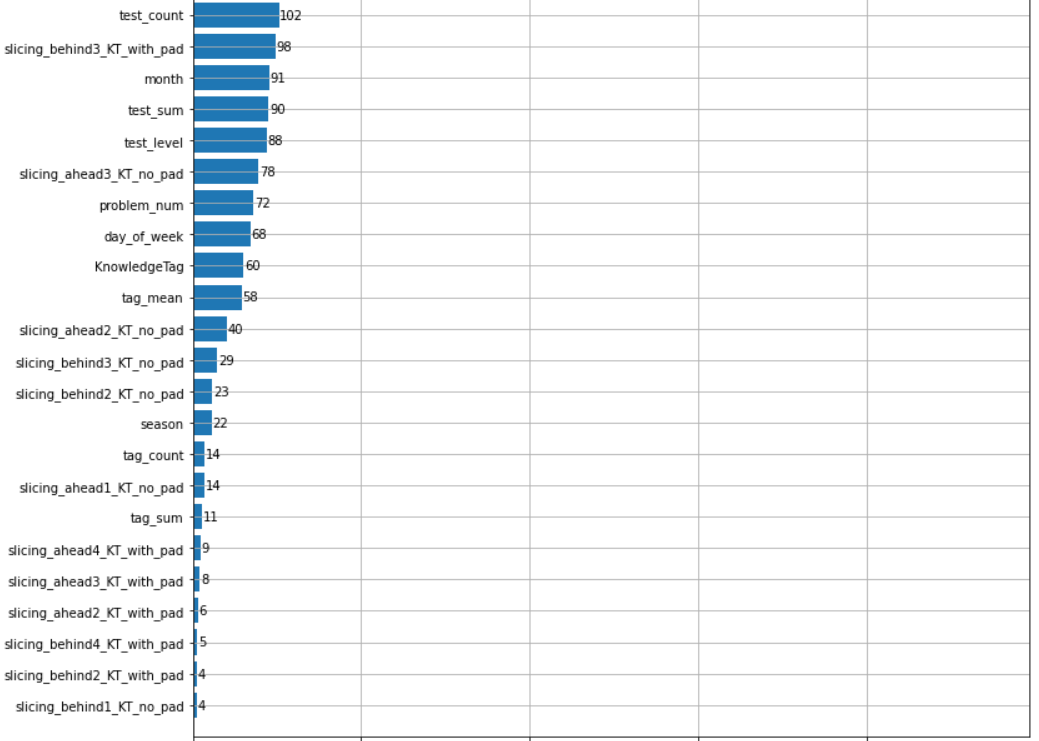 test_count 102
slicing_behind3_KT_with_pad 98
month 91
test_sum 90
test_level 88
slicing_ahead3_KT_no_pad 78
problem_num 72
day_of_week 68
KnowledgeTag 60
tag_mean 58
slicing_ahead2_KT_no_pad 40
slicing_behind3_KT_no_pad 29
slicing_behind2_KT_no_pad 23
season 22
tag_count 14
slicing_ahead1_KT_no_pad 14
tag_sum 11
slicing_ahead4_KT_with_pad 9
slicing_ahead3_KT_with_pad 8
slicing_ahead2_KT_with_pad 6
slicing_behind4_KT_with_pad 5
slicing_behind2_KT_with_pad 4
slicing_behind1_KT_no_pad 4